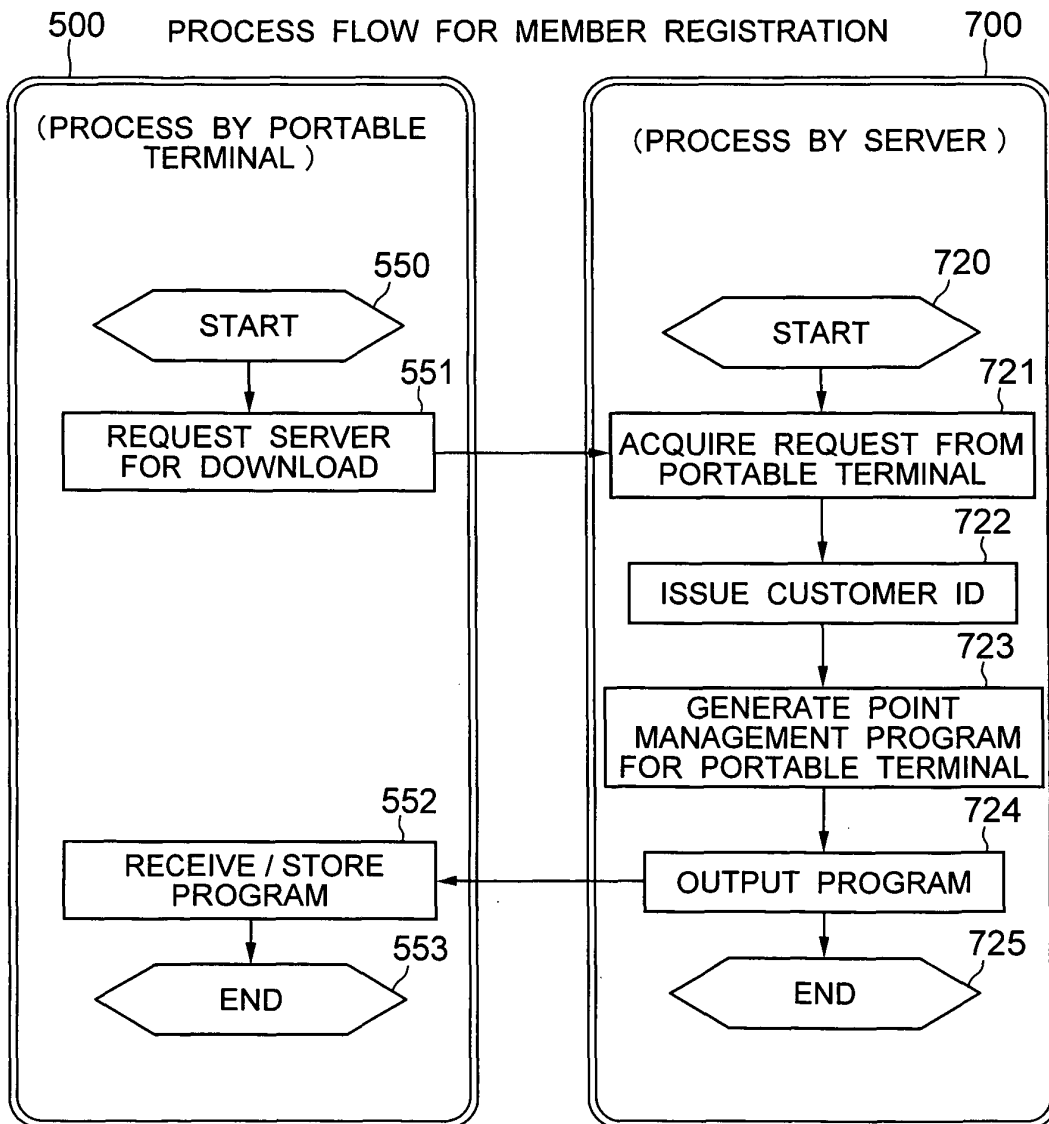 500
PROCESS FLOW FOR MEMBER REGISTRATION
700
(PROCESS BY PORTABLE
TERMINAL)
550
START
551
REQUEST SERVER
FOR DOWNLOAD
552
RECEIVE / STORE
PROGRAM
553
END
(PROCESS BY SERVER)
720
START
721
ACQUIRE REQUEST FROM
PORTABLE TERMINAL
722
ISSUE CUSTOMER ID
723
GENERATE POINT
MANAGEMENT PROGRAM
FOR PORTABLE TERMINAL
724
OUTPUT PROGRAM
725
END